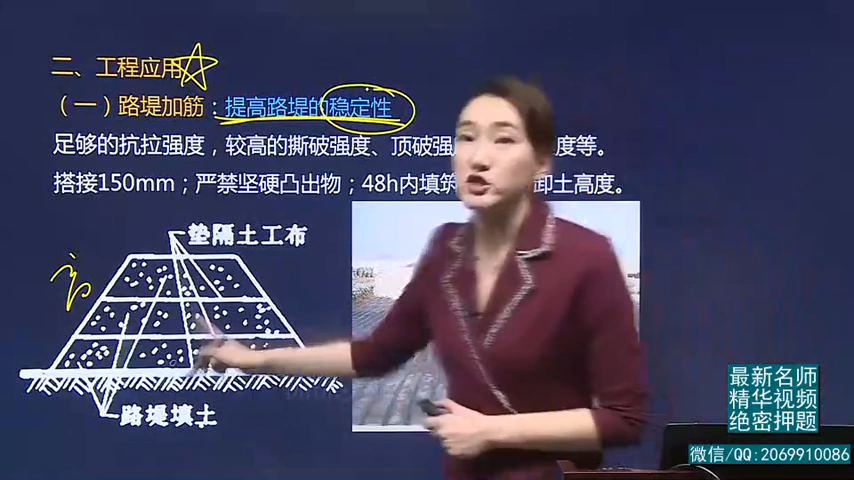 二、工程应用
（一）路堤加筋：提高路堤的稳定性
足够的抗拉强度，较高的撕破强度、顶破强度等。
搭接150mm；严禁坚硬凸出物；48h内填筑卸土高度。
垫隔土工布
路堤填土
最新名师
精华视频
绝密押题
微信/QQ:2069910086